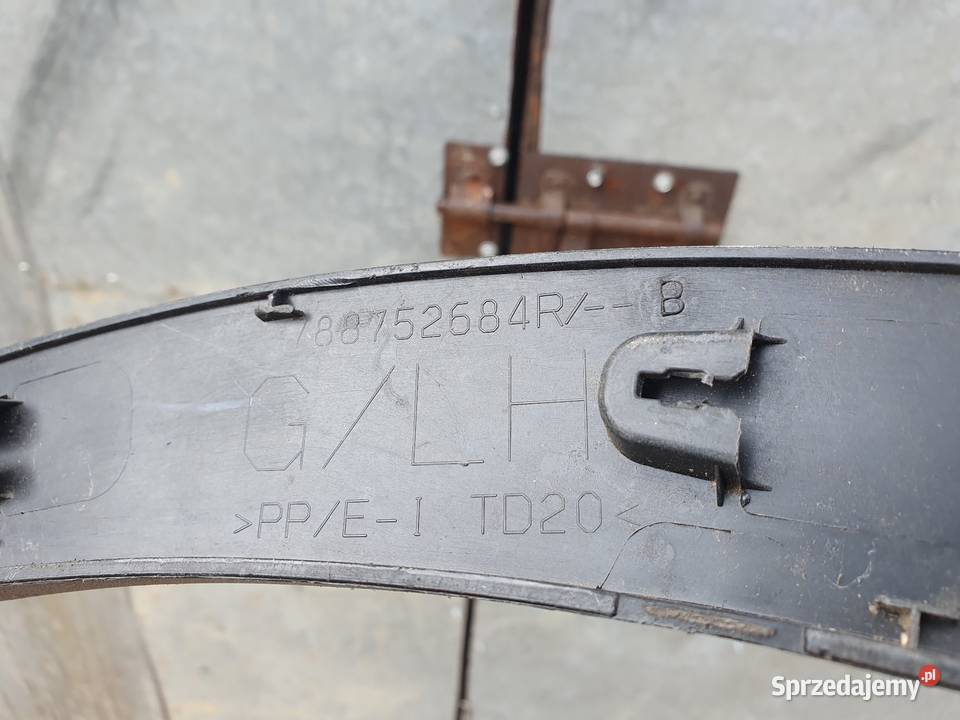 788752684R/-- B
G/LH
>PP/E-I TD20<
Sprzedajemy.pl